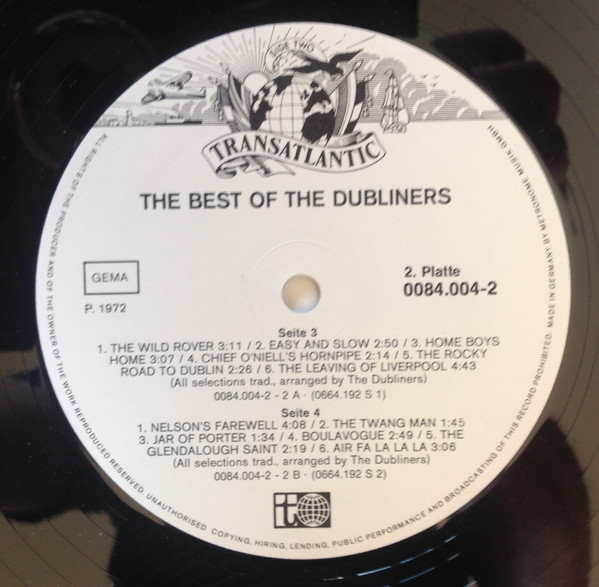 SIDE TWO
TRANSATLANTIC
THE BEST OF THE DUBLINERS
GEMA
P. 1972
2. Platte
0084.004-2
Seite 3
1. THE WILD ROVER 3:11 / 2. EASY AND SLOW 2:50 / 3. HOME BOYS
HOME 3:07 / 4. CHIEF O'NIELL'S HORNPIPE 2:14 / 5. THE ROCKY
ROAD TO DUBLIN 2:26 / 6. THE LEAVING OF LIVERPOOL 4:43
(All selections trad., arranged by The Dubliners)
0084.004-2 - 2 A · (0664.192 S 1)
Seite 4
1. NELSON'S FAREWELL 4:08 / 2. THE TWANG MAN 1:45
3. JAR OF PORTER 1:34 / 4. BOULAVOGUE 2:49 / 5. THE
GLENDALOUGH SAINT 2:19 / 6. AIR FA LA LA LA 3:06
(All selections trad., arranged by The Dubliners)
0084.004-2 - 2 B · (0664.192 S 2)
it
ALL RIGHTS OF THE PRODUCER AND OF THE OWNER OF THE WORK REPRODUCED RESERVED. UNAUTHORISED COPYING, HIRING, LENDING, PUBLIC PERFORMANCE AND BROADCASTING OF THIS RECORD PROHIBITED. MADE IN GERMANY BY METRONOME MUSIK GMBH